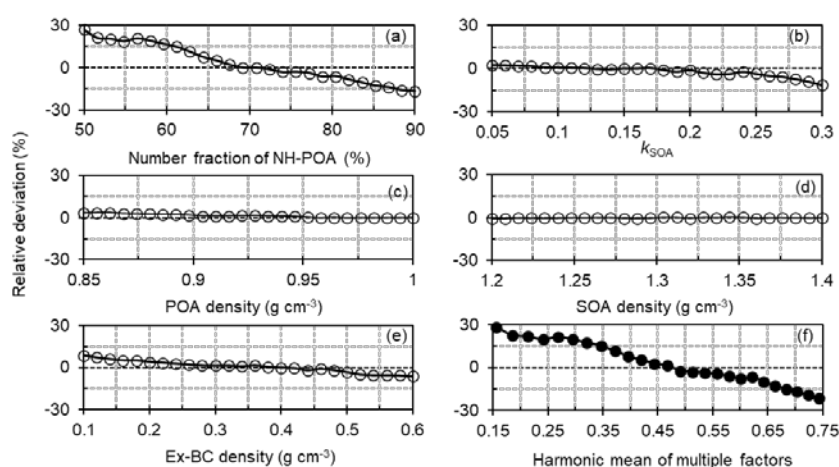 30
(a)
0
-30
50 60 70 80 90
Number fraction of NH-POA (%)
30
(b)
0
-30
0.05 0.1 0.15 0.2 0.25 0.3
kSOA
Relative deviation (%)
30
(c)
0
-30
0.85 0.9 0.95 1
POA density (g cm-3)
30
(d)
0
-30
1.2 1.25 1.3 1.35 1.4
SOA density (g cm-3)
30
(e)
0
-30
0.1 0.2 0.3 0.4 0.5 0.6
Ex-BC density (g cm-3)
30
(f)
0
-30
0.15 0.25 0.35 0.45 0.55 0.65 0.75
Harmonic mean of multiple factors